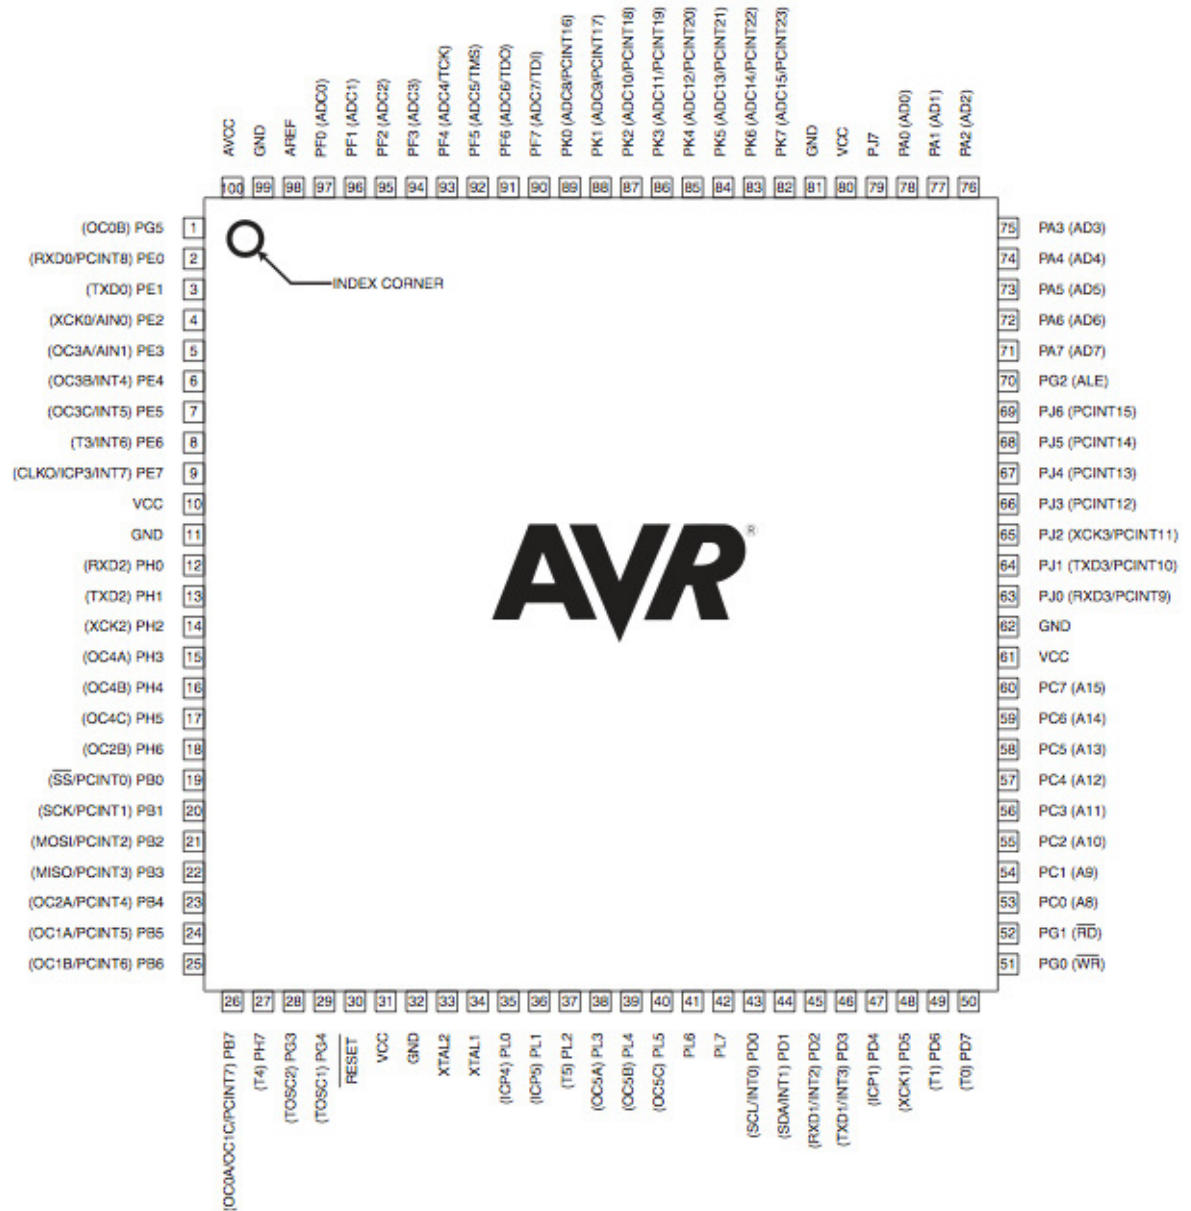 AVCC
GND
AREF
PF0 (ADC0)
PF1 (ADC1)
PF2 (ADC2)
PF3 (ADC3)
PF4 (ADC4/TCK)
PF5 (ADC5/TMS)
PF6 (ADC6/TDO)
PF7 (ADC7/TDI)
PK0 (ADC8/PCINT16)
PK1 (ADC9/PCINT17)
PK2 (ADC10/PCINT18)
PK3 (ADC11/PCINT19)
PK4 (ADC12/PCINT20)
PK5 (ADC13/PCINT21)
PK6 (ADC14/PCINT22)
PK7 (ADC15/PCINT23)
GND
VCC
PJ7
PA0 (AD0)
PA1 (AD1)
PA2 (AD2)
100 99 98 97 96 95 94 93 92 91 90 89 88 87 86 85 84 83 82 81 80 79 78 77 76
(OC0B) PG5 1
(RXD0/PCINT8) PE0 2
(TXD0) PE1 3
(XCK0/AIN0) PE2 4
(OC3A/AIN1) PE3 5
(OC3B/INT4) PE4 6
(OC3C/INT5) PE5 7
(T3/INT6) PE6 8
(CLKO/ICP3/INT7) PE7 9
VCC 10
GND 11
(RXD2) PH0 12
(TXD2) PH1 13
(XCK2) PH2 14
(OC4A) PH3 15
(OC4B) PH4 16
(OC4C) PH5 17
(OC2B) PH6 18
(SS/PCINT0) PB0 19
(SCK/PCINT1) PB1 20
(MOSI/PCINT2) PB2 21
(MISO/PCINT3) PB3 22
(OC2A/PCINT4) PB4 23
(OC1A/PCINT5) PB5 24
(OC1B/PCINT6) PB6 25
INDEX CORNER
AVR®
75 PA3 (AD3)
74 PA4 (AD4)
73 PA5 (AD5)
72 PA6 (AD6)
71 PA7 (AD7)
70 PG2 (ALE)
69 PJ6 (PCINT15)
68 PJ5 (PCINT14)
67 PJ4 (PCINT13)
66 PJ3 (PCINT12)
65 PJ2 (XCK3/PCINT11)
64 PJ1 (TXD3/PCINT10)
63 PJ0 (RXD3/PCINT9)
62 GND
61 VCC
60 PC7 (A15)
59 PC6 (A14)
58 PC5 (A13)
57 PC4 (A12)
56 PC3 (A11)
55 PC2 (A10)
54 PC1 (A9)
53 PC0 (A8)
52 PG1 (RD)
51 PG0 (WR)
26 27 28 29 30 31 32 33 34 35 36 37 38 39 40 41 42 43 44 45 46 47 48 49 50
(OC0A/OC1C/PCINT7) PB7
(T4) PH7
(TOSC2) PG3
(TOSC1) PG4
RESET
VCC
GND
XTAL2
XTAL1
(ICP4) PL0
(ICP5) PL1
(T5) PL2
(OC5A) PL3
(OC5B) PL4
(OC5C) PL5
PL6
PL7
(SCL/INT0) PD0
(SDA/INT1) PD1
(RXD1/INT2) PD2
(TXD1/INT3) PD3
(ICP1) PD4
(XCK1) PD5
(T1) PD6
(T0) PD7